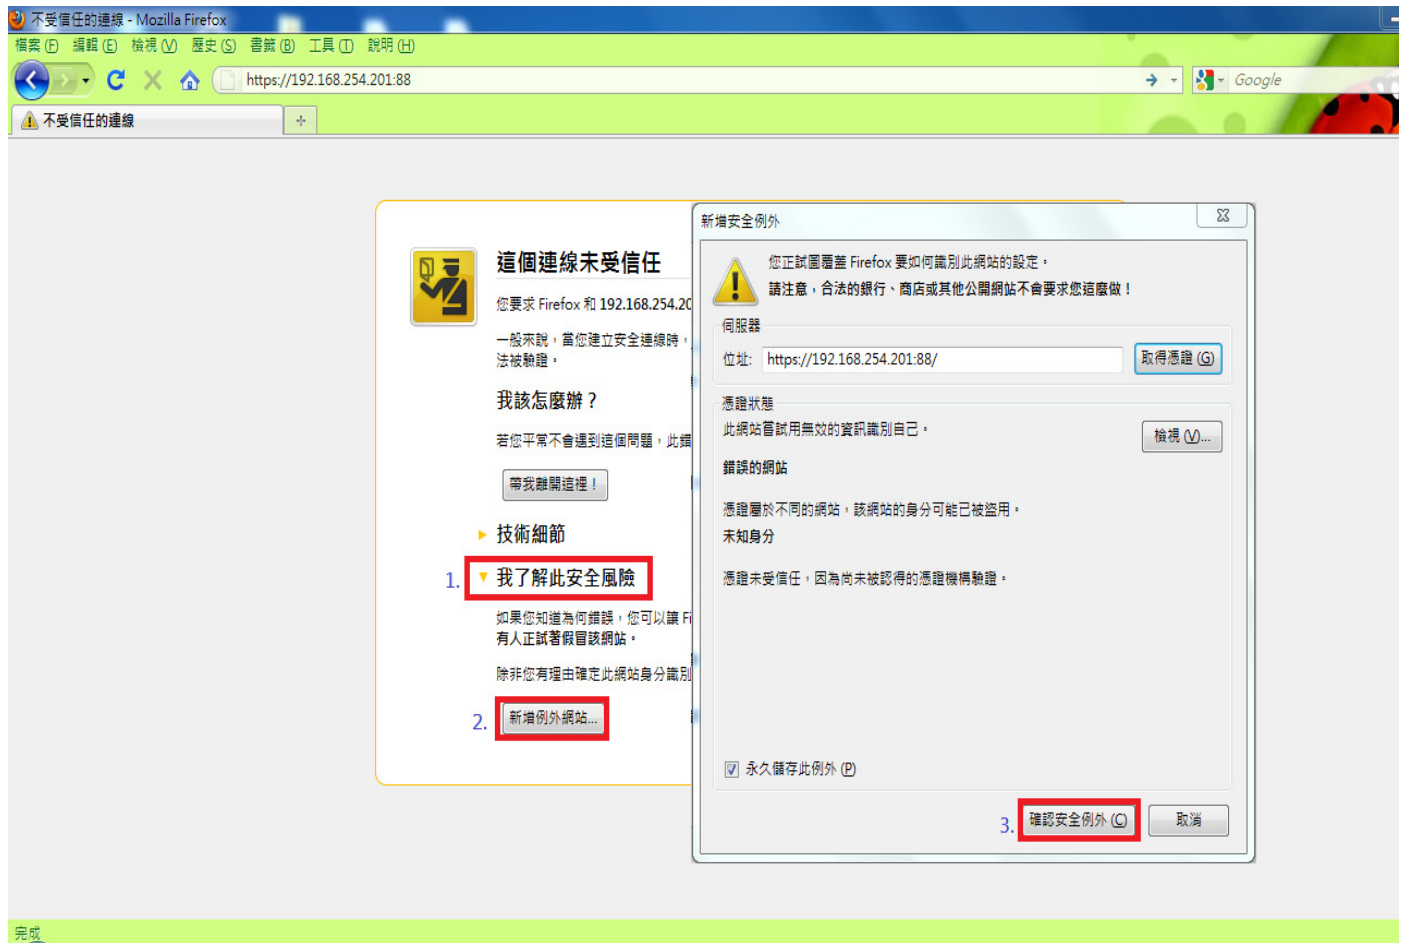 不受信任的連線 - Mozilla Firefox
檔案(F) 編輯(E) 檢視(V) 歷史(S) 書籤(B) 工具(T) 說明(H)
https://192.168.254.201:88
Google
不受信任的連線
新增安全例外
您正試圖覆蓋 Firefox 要如何識別此網站的設定。
請注意，合法的銀行、商店或其他公開網站不會要求您這麼做！
伺服器
位址: https://192.168.254.201:88/ 取得憑證(G)
憑證狀態
此網站嘗試用無效的資訊識別自己。
檢視(V)...
錯誤的網站
憑證屬於不同的網站，該網站的身分可能已被盜用。
未知身分
憑證未受信任，因為尚未被認得的憑證機構驗證。
永久儲存此例外(P)
3. 確認安全例外(C) 取消
這個連線未受信任
您要求 Firefox 和 192.168.254.20
一般來說，當您建立安全連線時，
法被驗證。
我該怎麼辦？
若您平常不會遇到這個問題，此錯
帶我離開這裡！
技術細節
1. 我了解此安全風險
如果您知道為何錯誤，您可以讓 Fi
有人正試著假冒該網站。
除非您有理由確定此網站身分識別
2. 新增例外網站...
完成